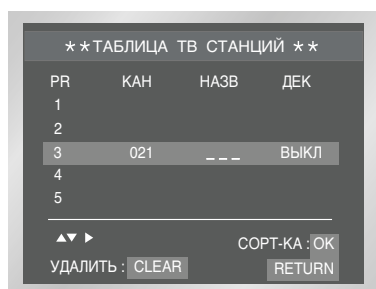 **ТАБЛИЦА ТВ СТАНЦИЙ **
PR КАН НАЗВ ДЕК
1
2
3 021 _ _ _ ВЫКЛ
4
5
▲▼ ▶ СОРТ-КА : OK
УДАЛИТЬ : CLEAR RETURN